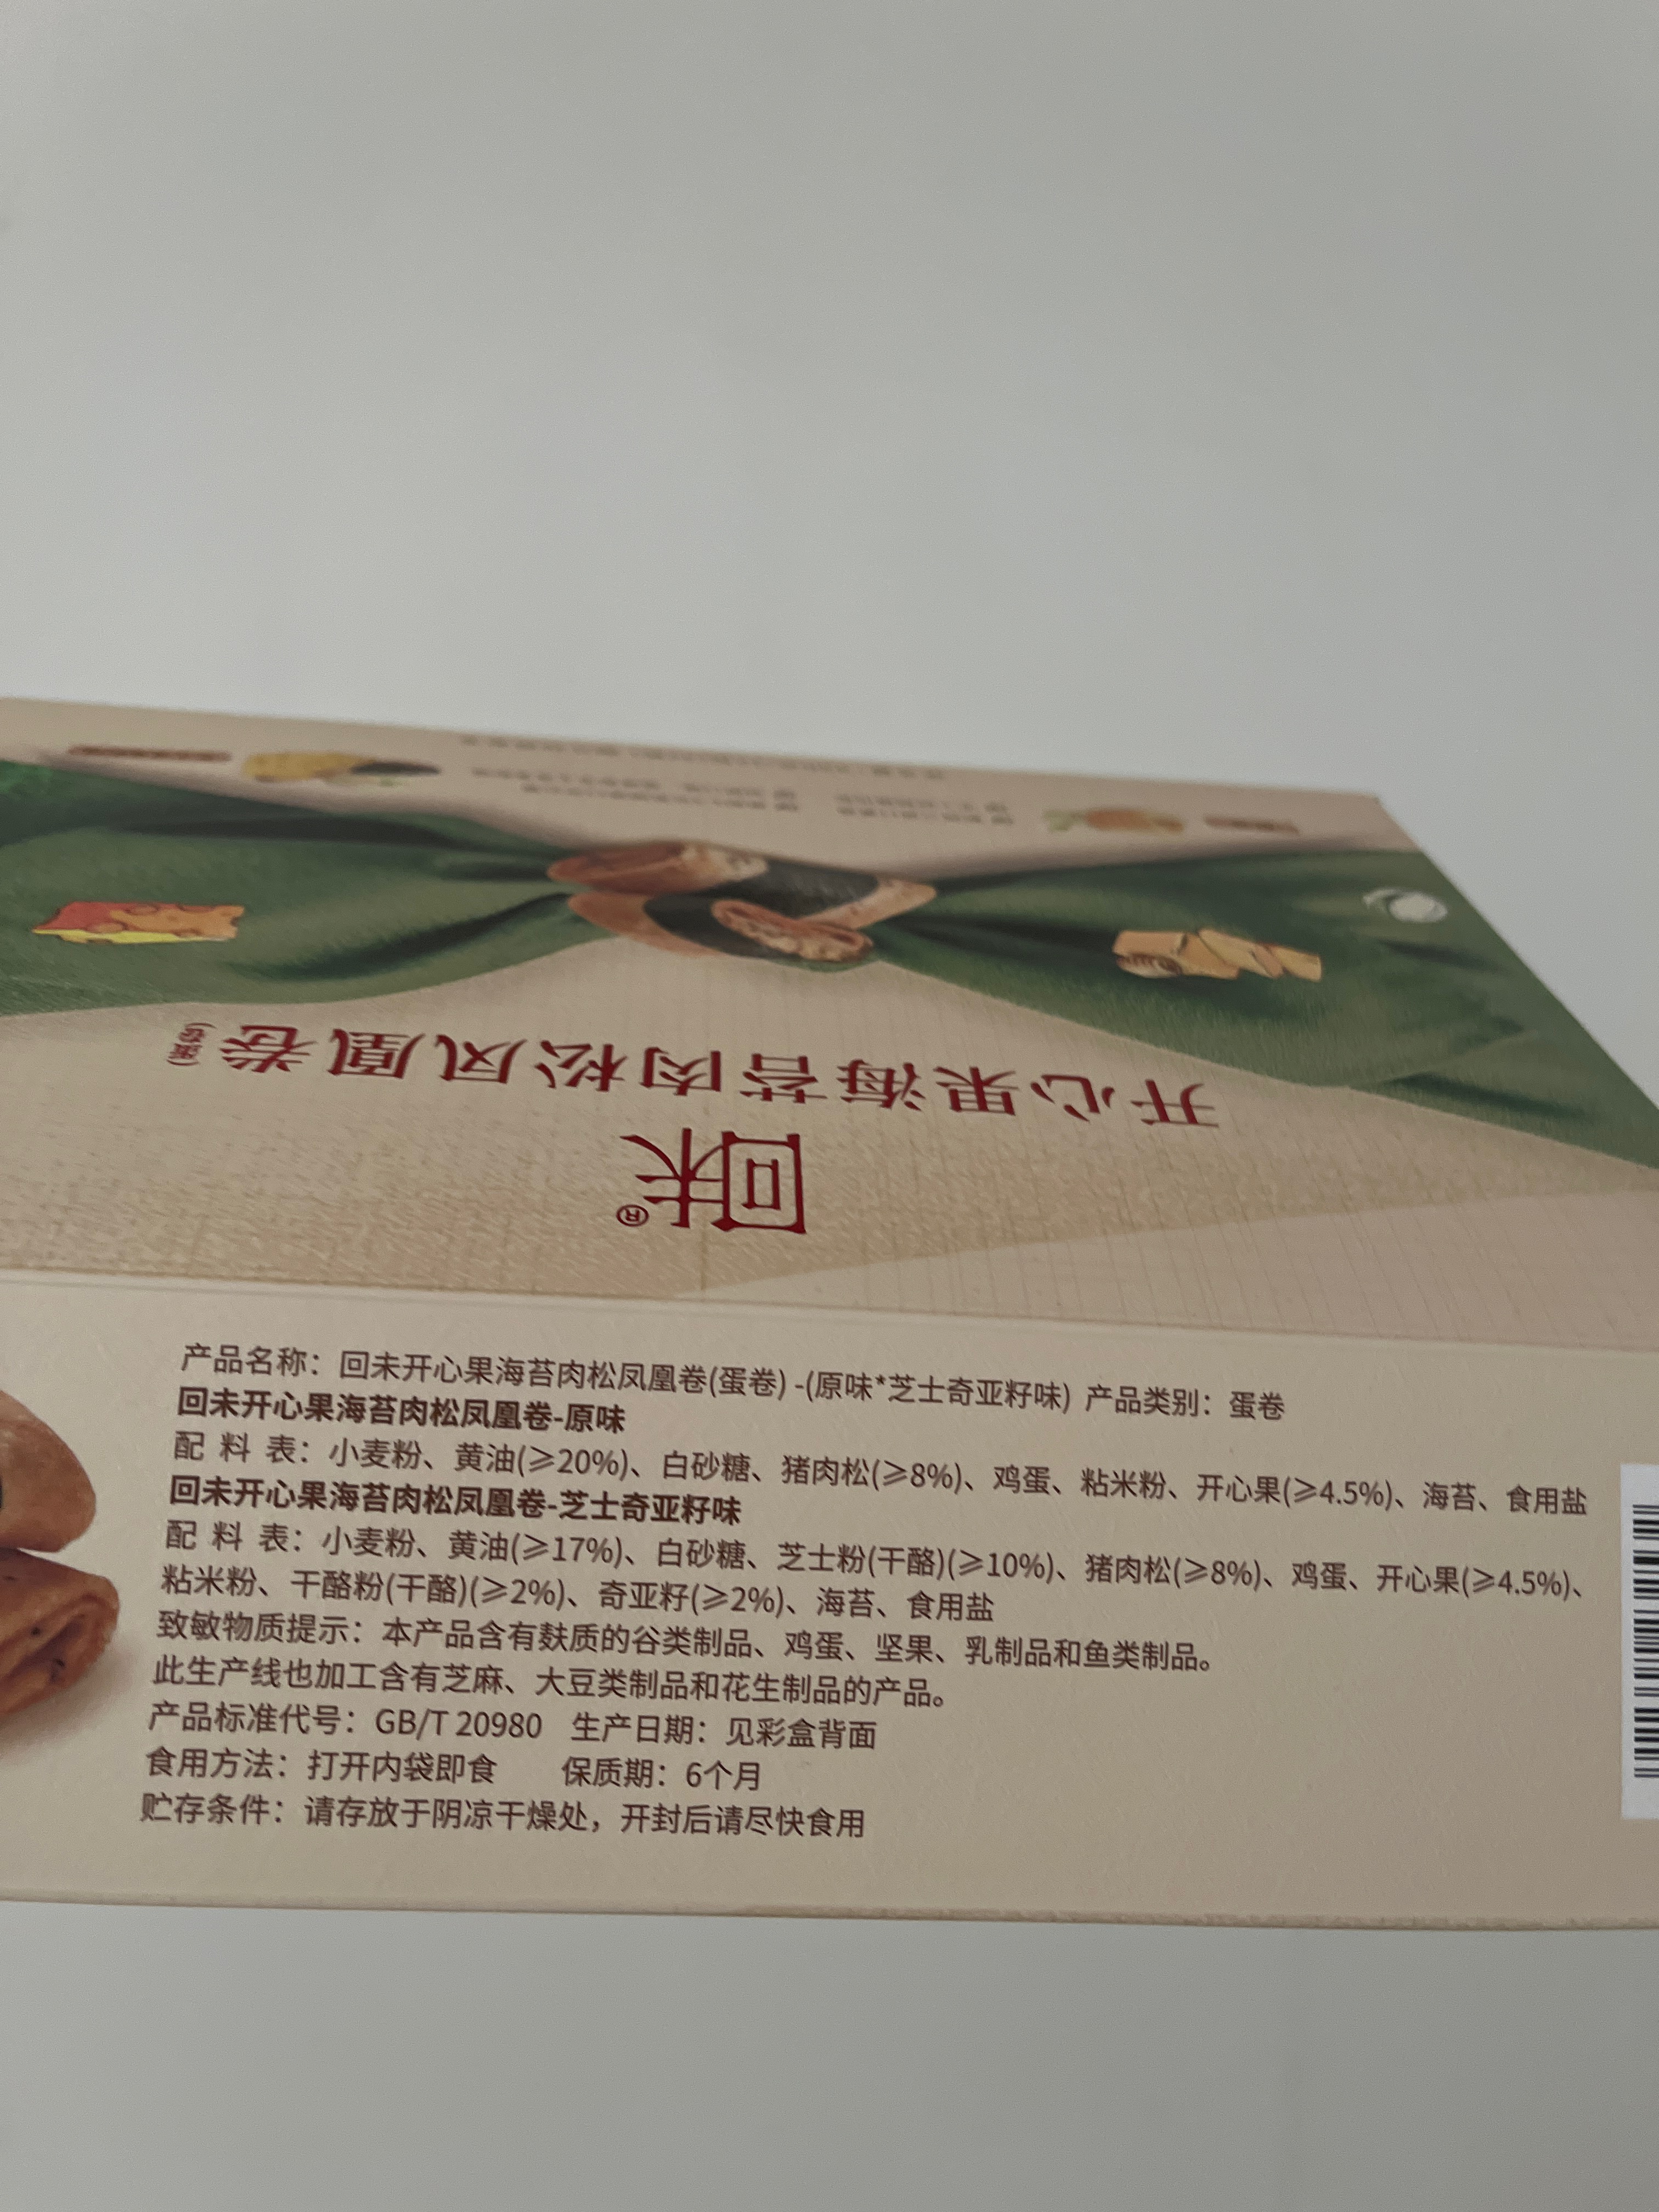 回未®
开心果海苔肉松凤凰卷(蛋卷)
产品名称：回未开心果海苔肉松凤凰卷(蛋卷) -(原味*芝士奇亚籽味) 产品类别：蛋卷
回未开心果海苔肉松凤凰卷-原味
配 料 表：小麦粉、黄油(≥20%)、白砂糖、猪肉松(≥8%)、鸡蛋、粘米粉、开心果(≥4.5%)、海苔、食用盐
回未开心果海苔肉松凤凰卷-芝士奇亚籽味
配 料 表：小麦粉、黄油(≥17%)、白砂糖、芝士粉(干酪)(≥10%)、猪肉松(≥8%)、鸡蛋、开心果(≥4.5%)、
粘米粉、干酪粉(干酪)(≥2%)、奇亚籽(≥2%)、海苔、食用盐
致敏物质提示：本产品含有麸质的谷类制品、鸡蛋、坚果、乳制品和鱼类制品。
此生产线也加工含有芝麻、大豆类制品和花生制品的产品。
产品标准代号：GB/T 20980 生产日期：见彩盒背面
食用方法：打开内袋即食 保质期：6个月
贮存条件：请存放于阴凉干燥处，开封后请尽快食用